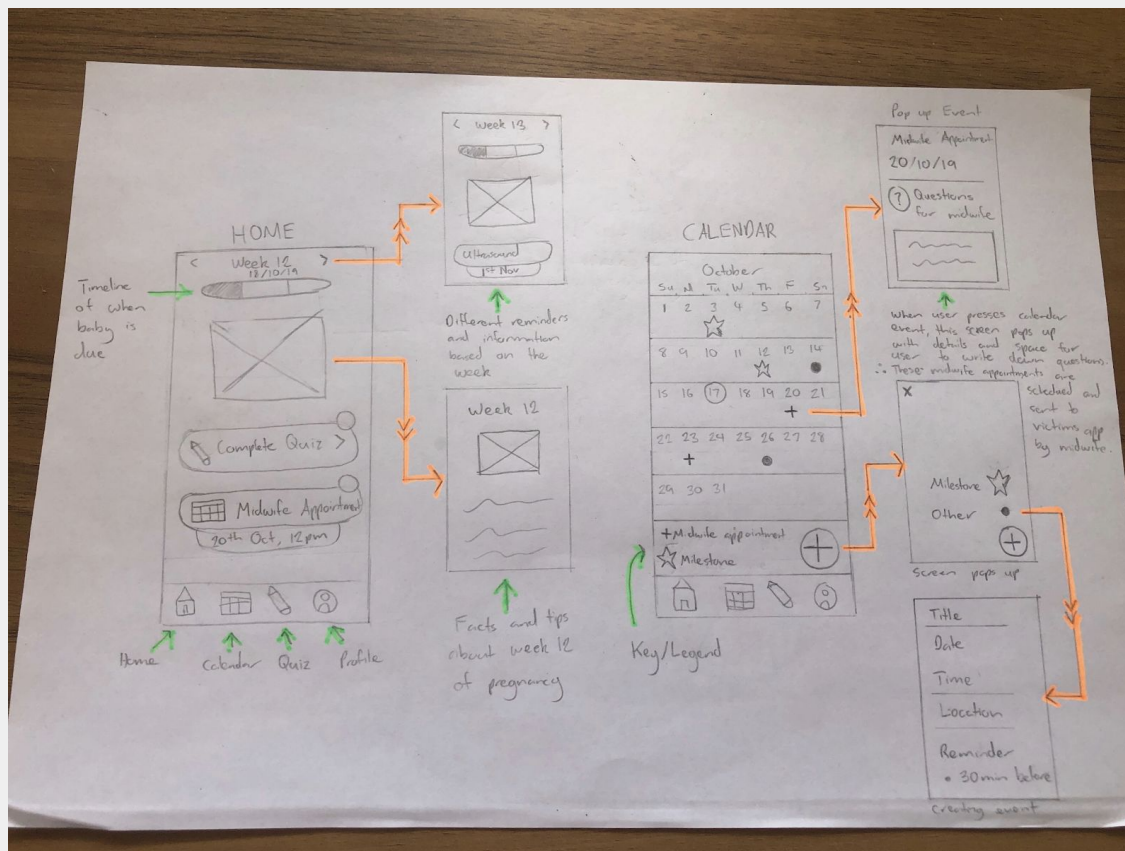 HOME
< Week 12 >
18/10/19
Complete Quiz >
Midwife Appointment
20th Oct, 12pm
Timeline
of when
baby is
due
Home
Calendar
Quiz
Profile
< Week 13 >
Ultrasound
1st Nov
Different reminders
and information
based on the
week
Week 12
Facts and tips
about week 12
of pregnancy
CALENDAR
October
Su M Tu W Th F Sa
1 2 3 4 5 6 7
8 9 10 11 12 13 14
15 16 17 18 19 20 21
22 23 24 25 26 27 28
29 30 31
+ Midwife appointment
Milestone
+
Key/Legend
Pop up Event
Midwife Appointment
20/10/19
? Questions
for midwife
When user presses calendar
event, this screen pops up
with details and space for
user to write down questions.
∴ These midwife appointments are
scheduled and
sent to
victims app
by midwife.
X
Milestone
Other
+
Screen pops up
Title
Date
Time
Location
Reminder
• 30min before
Creating event